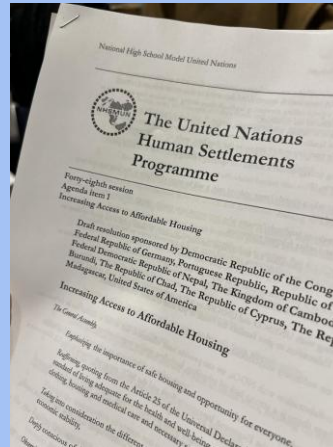 National High School Model United Nations
NHSMUN
The United Nations
Human Settlements
Programme
Forty-eighth session
Agenda item 1
Increasing Access to Affordable Housing
Draft resolution sponsored by Democratic Republic of the Cong
Federal Republic of Germany, Portuguese Republic, Republic of
Federal Democratic Republic of Nepal, The Kingdom of Camboo
Burundi, The Republic of Chad, The Republic of Cyprus, The Rep
Madagascar, United States of America
Increasing Access to Affordable Housing
The General Assembly,
Emphasizing the importance of safe housing and opportunity for everyone,
Reaffirming, quoting from the Article 25 of the Universal Declar
standard of living adequate for the health and well being
clothing, housing and medical care and necessary
Taking into consideration the different
economic stability,
Deeply conscious of